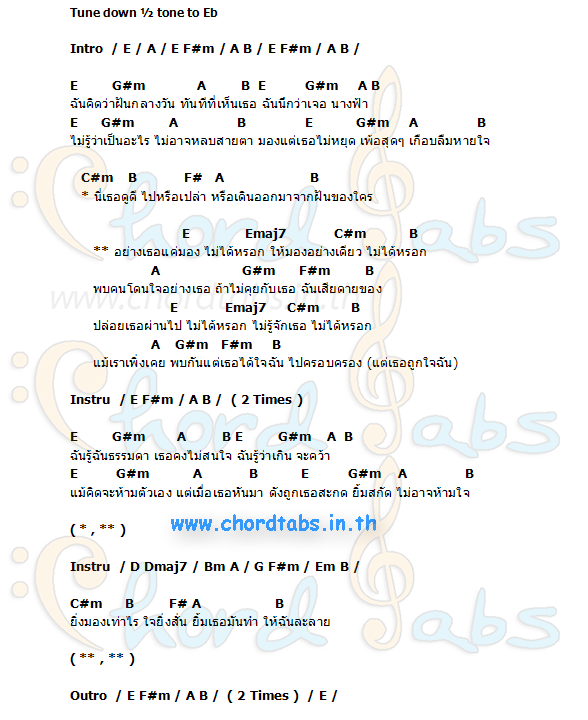 Tune down ½ tone to Eb
Intro / E / A / E F#m / A B / E F#m / A B /
E G#m A B E G#m A B
ฉันคิดว่าฝันกลางวัน ทันทีที่เห็นเธอ ฉันนึกว่าเจอ นางฟ้า
E G#m A B E G#m A B
ไม่รู้ว่าเป็นอะไร ไม่อาจหลบสายตา มองแต่เธอไม่หยุด เพ้อสุดๆ เกือบลืมหายใจ
C#m B F# A B
* นี่เธอดูดี ไปหรือเปล่า หรือเดินออกมาจากฝันของใคร
E Emaj7 C#m B
** อย่างเธอแค่มอง ไม่ได้หรอก ให้มองอย่างเดียว ไม่ได้หรอก
A G#m F#m B
พบคนโดนใจอย่างเธอ ถ้าไม่คุยกับเธอ ฉันเสียดายของ
E Emaj7 C#m B
ปล่อยเธอผ่านไป ไม่ได้หรอก ไม่รู้จักเธอ ไม่ได้หรอก
A G#m F#m B
แม้เราเพิ่งเคย พบกันแต่เธอได้ใจฉัน ไปครอบครอง (แต่เธอถูกใจฉัน)
Instru / E F#m / A B / ( 2 Times )
E G#m A B E G#m A B
ฉันรู้ฉันธรรมดา เธอคงไม่สนใจ ฉันรู้ว่าเกิน จะคว้า
E G#m A B E G#m A B
แม้คิดจะห้ามตัวเอง แต่เมื่อเธอหันมา ดังถูกเธอสะกด ยิ้มสกัด ไม่อาจห้ามใจ
( * , ** )
www.chordtabs.in.th
Instru / D Dmaj7 / Bm A / G F#m / Em B /
C#m B F# A B
ยิ่งมองเท่าไร ใจยิ่งสั่น ยิ้มเธอมันทำ ให้ฉันละลาย
( ** , ** )
Outro / E F#m / A B / ( 2 Times ) / E /